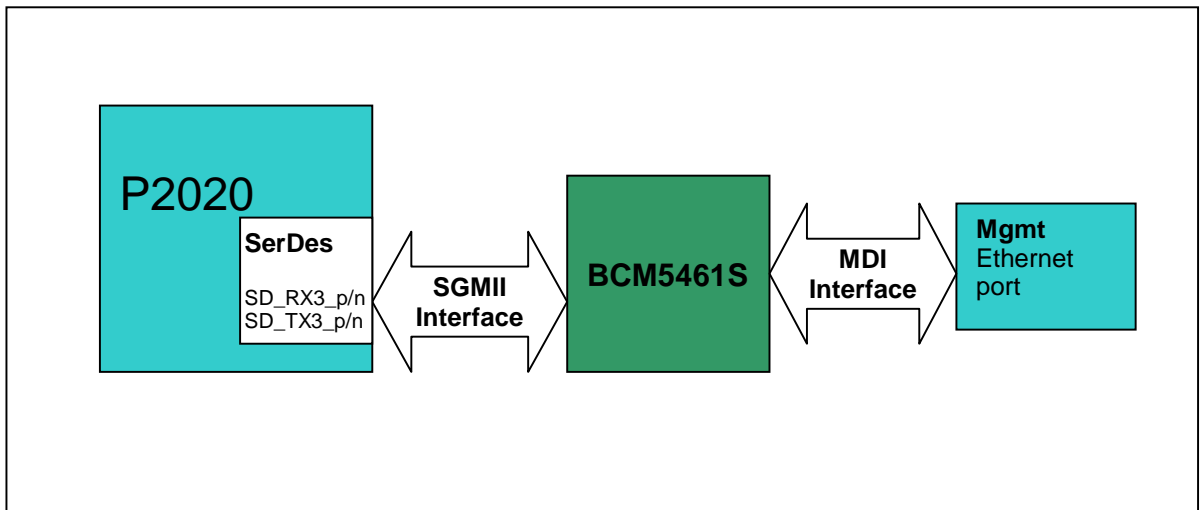 P2020
SerDes
SD_RX3_p/n
SD_TX3_p/n
SGMII
Interface
BCM5461S
MDI
Interface
Mgmt
Ethernet
port